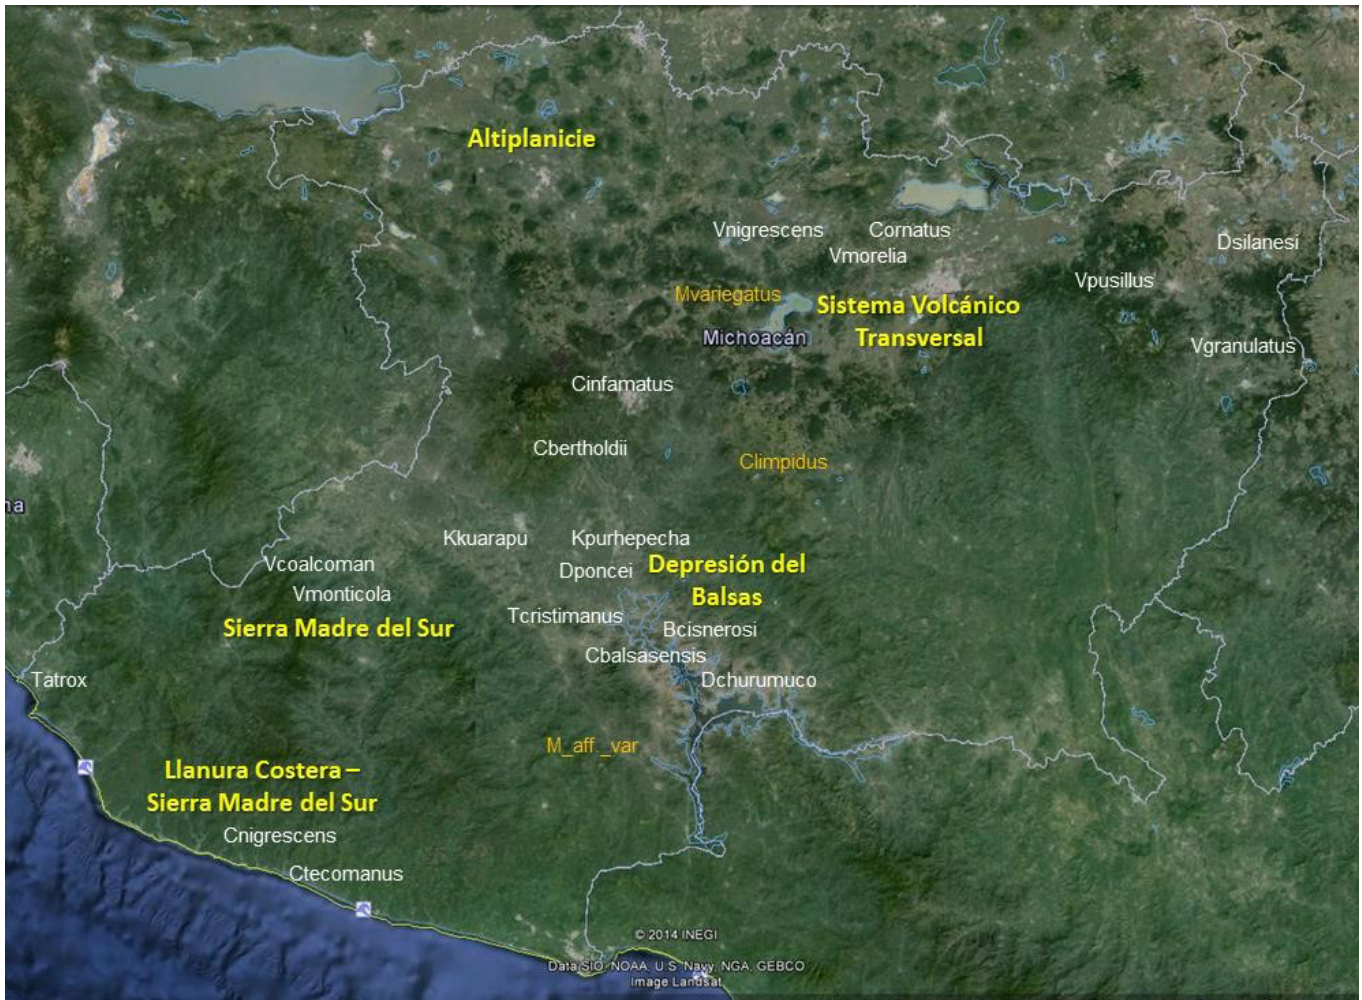 Altiplanicie
Vnigrescens
Cornatus
Dsilanesi
Vmorelia
Vpusillus
Mvariegatus
Sistema Volcánico
Transversal
Michoacán
Vgranulatus
Cinfamatus
Cbertholdii
Climpidus
na
Kkuarapu
Kpurhepecha
Vcoalcoman
Dponcei
Depresión del
Balsas
Vmonticola
Tcristimanus
Sierra Madre del Sur
Bcisnerosi
Cbalsasensis
Tatrox
Dchurumuco
M_aff._var
Llanura Costera –
Sierra Madre del Sur
Cnigrescens
Ctecomanus
© 2014 INEGI
Data SIO, NOAA, U.S. Navy, NGA, GEBCO
Image Landsat